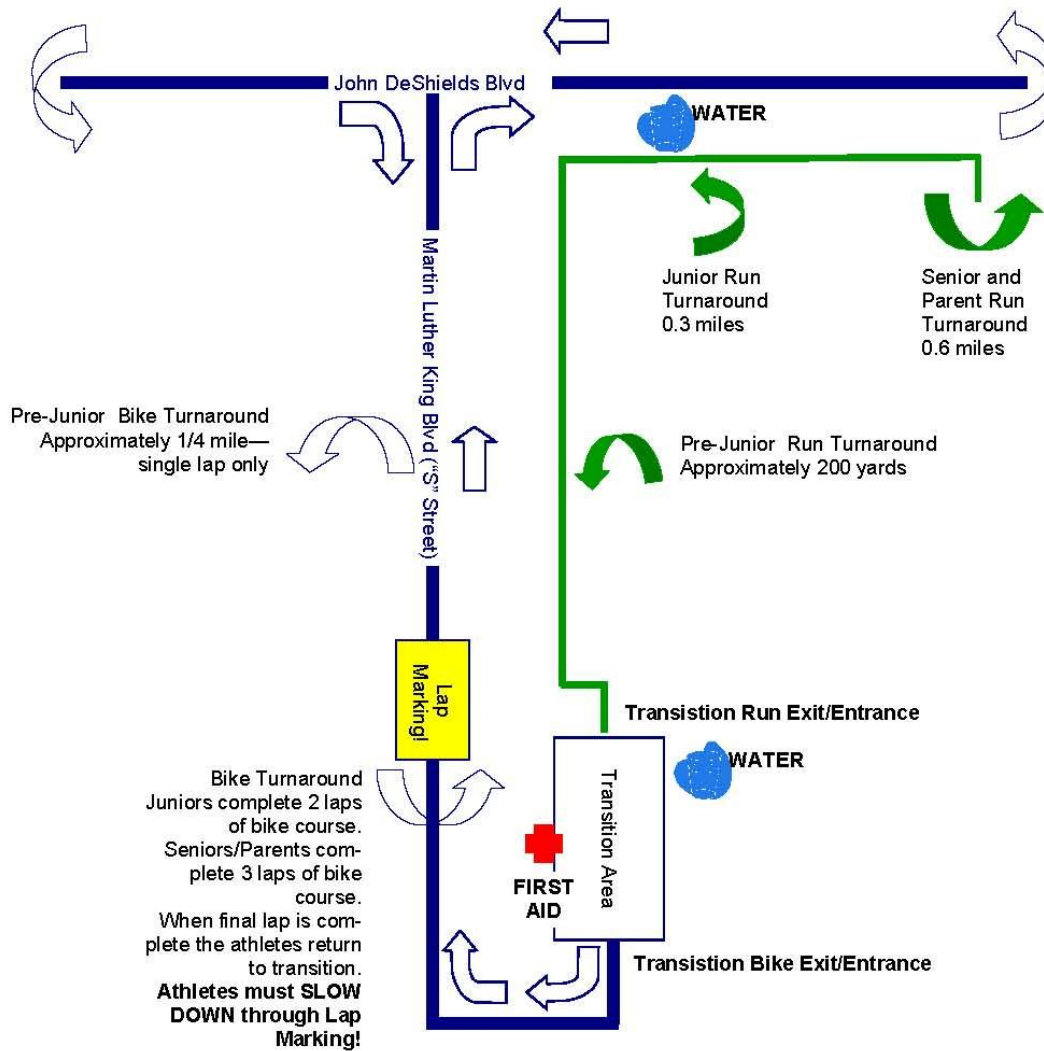 John DeShields Blvd
WATER
Martin Luther King Blvd ("S" Street)
Junior Run
Turnaround
0.3 miles
Senior and
Parent Run
Turnaround
0.6 miles
Pre-Junior Bike Turnaround
Approximately 1/4 mile—
single lap only
Pre-Junior Run Turnaround
Approximately 200 yards
Lap
Marking!
Transistion Run Exit/Entrance
WATER
Transition Area
Bike Turnaround
Juniors complete 2 laps
of bike course.
Seniors/Parents com-
plete 3 laps of bike
course.
When final lap is com-
plete the athletes return
to transition.
Athletes must SLOW
DOWN through Lap
Marking!
FIRST
AID
Transistion Bike Exit/Entrance